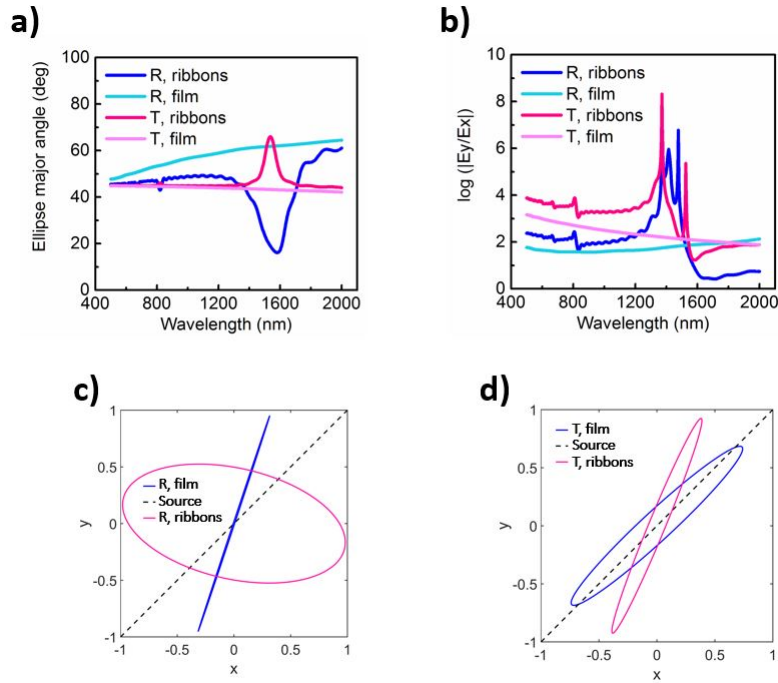 a)
Ellipse major angle (deg)
100
80
60
40
20
0
R, ribbons
R, film
T, ribbons
T, film
400 800 1200 1600 2000
Wavelength (nm)
b)
log (|Ey/Ex|)
10
8
6
4
2
0
R, ribbons
R, film
T, ribbons
T, film
400 800 1200 1600 2000
Wavelength (nm)
c)
y
1
0.5
0
-0.5
-1
R, film
Source
R, ribbons
-1 -0.5 0 0.5 1
x
d)
y
1
0.5
0
-0.5
-1
T, film
Source
T, ribbons
-1 -0.5 0 0.5 1
x